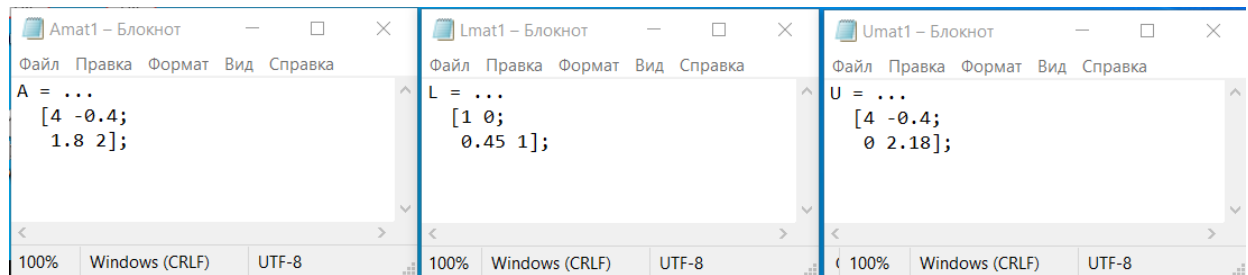 Amat1 – Блокнот
Файл Правка Формат Вид Справка
A = ...
[4 -0.4;
1.8 2];
100% Windows (CRLF) UTF-8
Lmat1 – Блокнот
Файл Правка Формат Вид Справка
L = ...
[1 0;
0.45 1];
100% Windows (CRLF) UTF-8
Umat1 – Блокнот
Файл Правка Формат Вид Справка
U = ...
[4 -0.4;
0 2.18];
100% Windows (CRLF) UTF-8